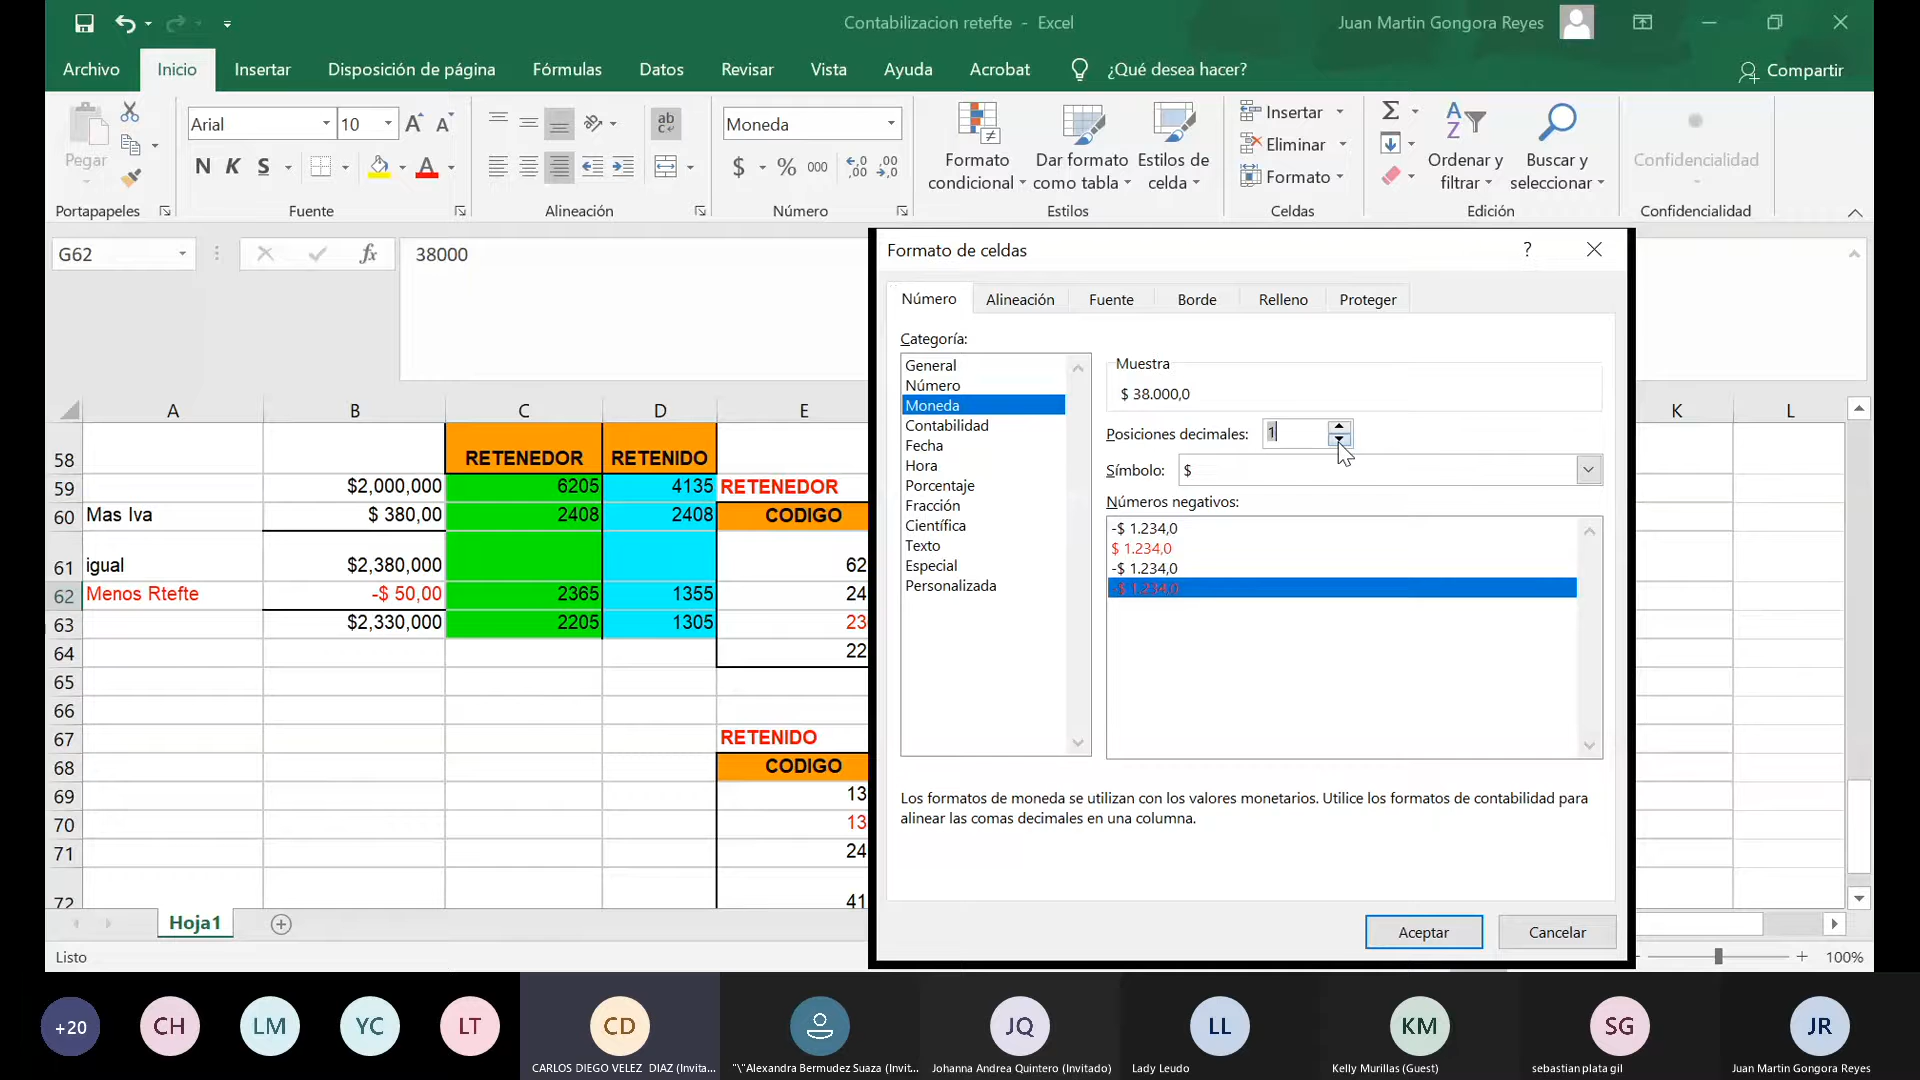 Contabilizacion retefte - Excel
Juan Martin Gongora Reyes
Archivo Inicio Insertar Disposición de página Fórmulas Datos Revisar Vista Ayuda Acrobat ¿Qué desea hacer? Compartir
Pegar
Portapapeles
Arial 10
N K S
Fuente
ab
Alineación
Moneda
$ % 000
Número
Formato condicional
Dar formato como tabla
Estilos de celda
Estilos
Insertar
Eliminar
Formato
Celdas
Ordenar y filtrar
Buscar y seleccionar
Edición
Confidencialidad
Confidencialidad
G62
fx
38000
A B C D E K L
58 RETENEDOR RETENIDO
59 $2,000,000 6205 4135 RETENEDOR
60 Mas Iva $ 380,00 2408 2408 CODIGO
61 igual $2,380,000 62
62 Menos Rtefte -$ 50,00 2365 1355 24
63 $2,330,000 2205 1305 23
64 22
65
66
67 RETENIDO
68 CODIGO
69 13
70 13
71 24
72 41
Formato de celdas
?
Número Alineación Fuente Borde Relleno Proteger
Categoría:
General
Número
Moneda
Contabilidad
Fecha
Hora
Porcentaje
Fracción
Científica
Texto
Especial
Personalizada
Muestra
$ 38.000,0
Posiciones decimales: 1
Símbolo: $
Números negativos:
-$ 1.234,0
$ 1.234,0
-$ 1.234,0
-$ 1.234,0
Los formatos de moneda se utilizan con los valores monetarios. Utilice los formatos de contabilidad para
alinear las comas decimales en una columna.
Aceptar Cancelar
Hoja1
Listo
100%
+20 CH LM YC LT CD JQ LL KM SG JR
CARLOS DIEGO VELEZ DIAZ (Invita...
"\"Alexandra Bermudez Suaza (Invit...
Johanna Andrea Quintero (Invitado)
Lady Leudo
Kelly Murillas (Guest)
sebastian plata gil
Juan Martin Gongora Reyes